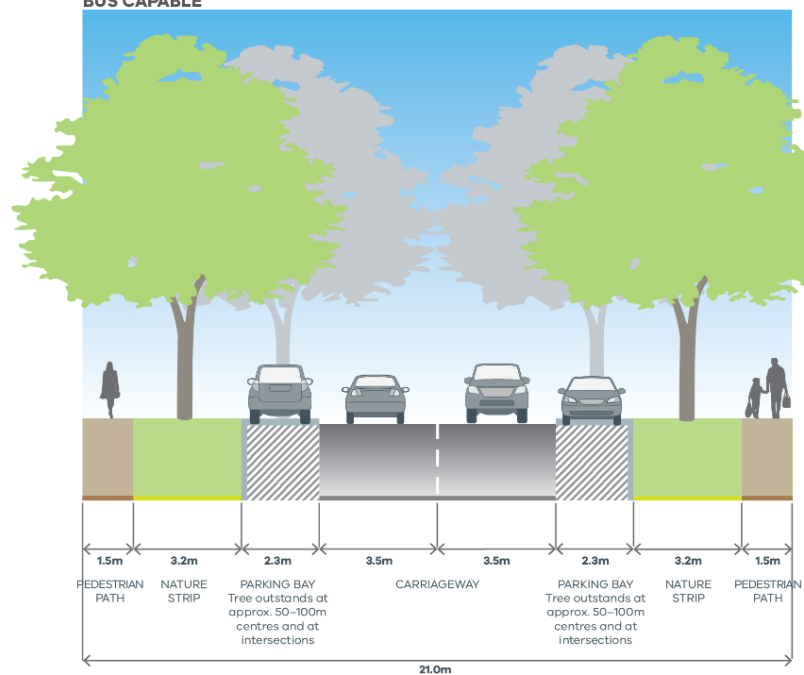 BUS CAPABLE
1.5m 3.2m 2.3m 3.5m 3.5m 2.3m 3.2m 1.5m
PEDESTRIAN
PATH
NATURE
STRIP
PARKING BAY
Tree outstands at
approx. 50–100m
centres and at
intersections
CARRIAGEWAY
PARKING BAY
Tree outstands at
approx. 50–100m
centres and at
intersections
NATURE
STRIP
PEDESTRIAN
PATH
21.0m